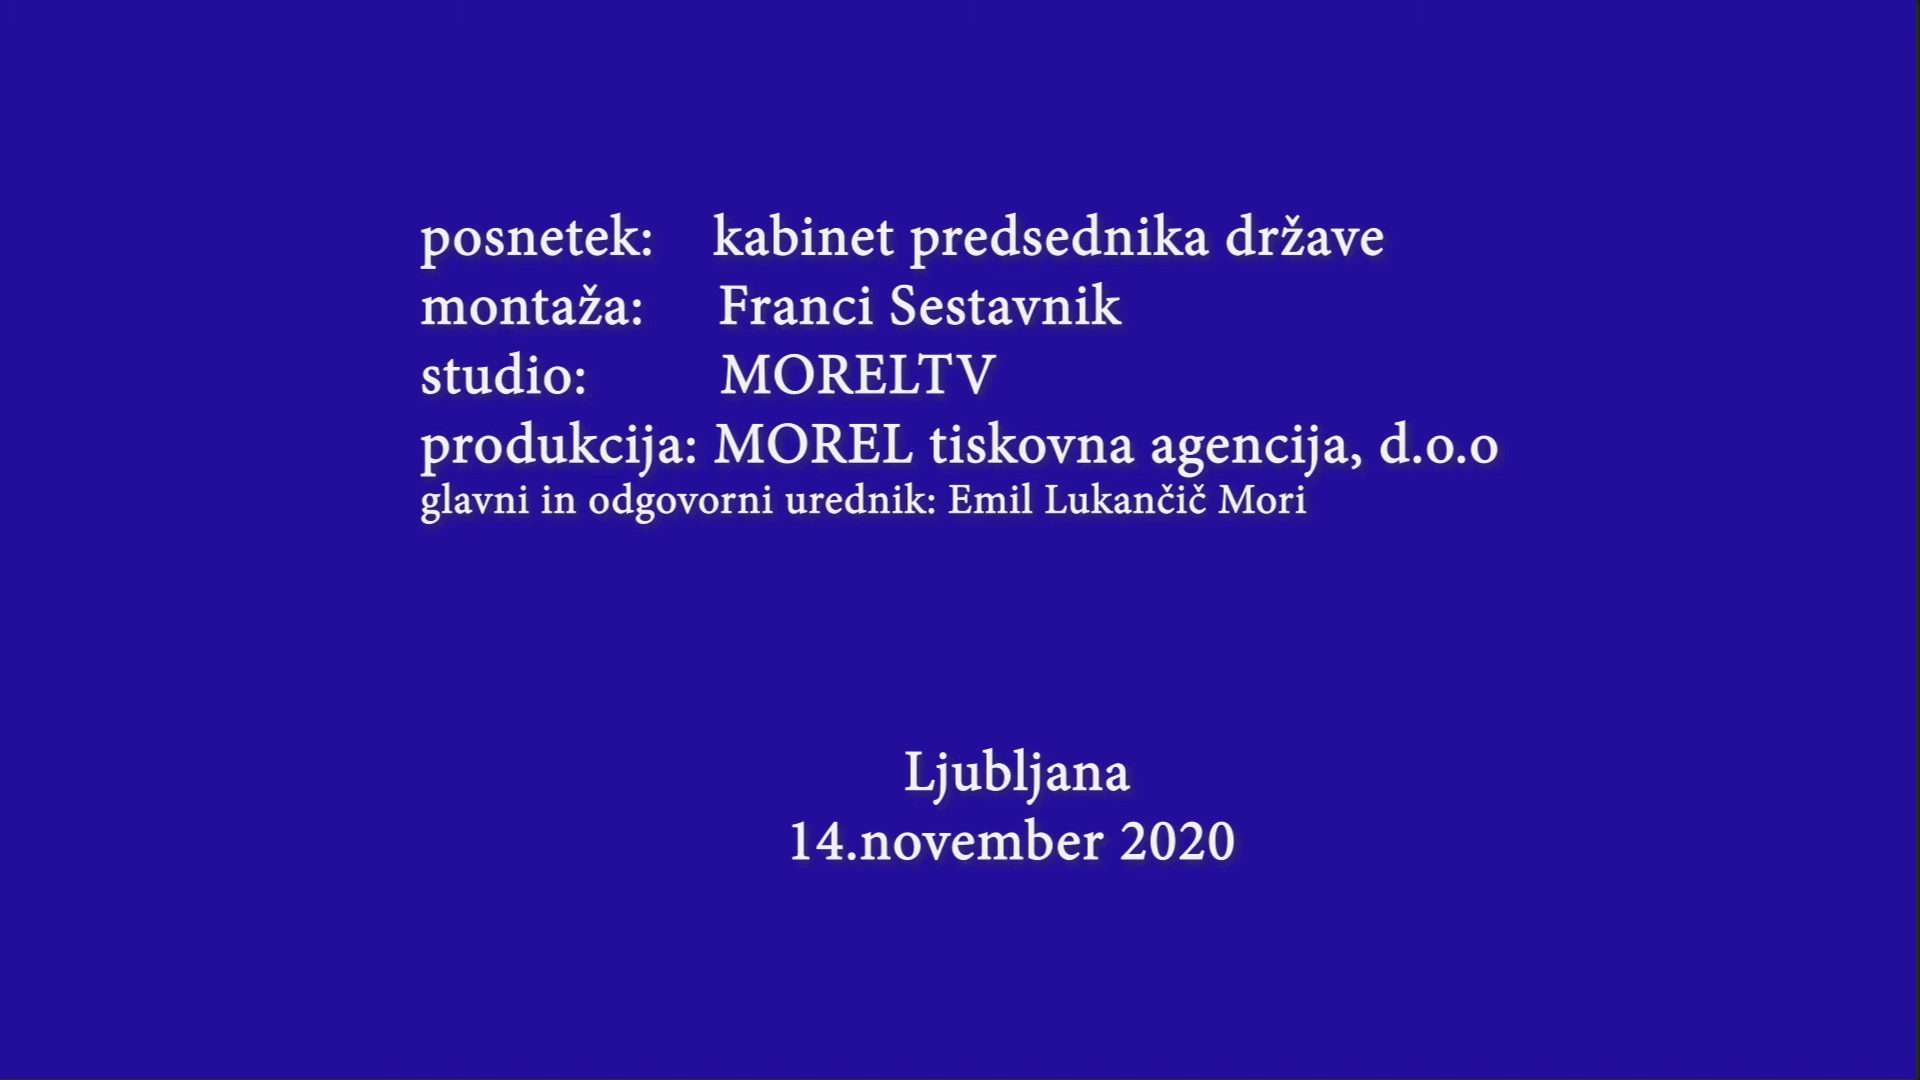 posnetek: kabinet predsednika države
montaža: Franci Sestavnik
studio: MORELTV
produkcija: MOREL tiskovna agencija, d.o.o
glavni in odgovorni urednik: Emil Lukančič Mori
Ljubljana
14.november 2020